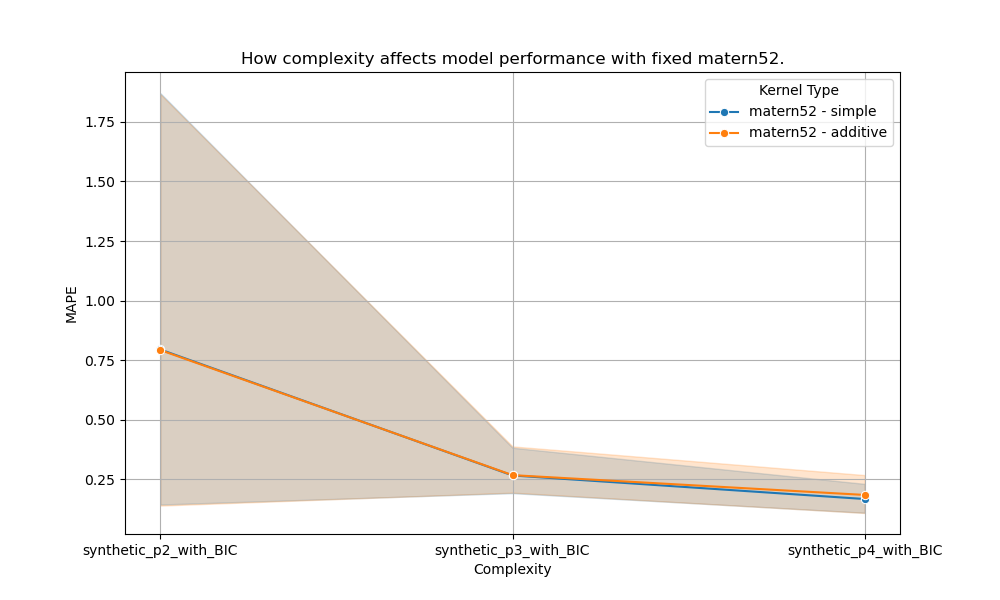 How complexity affects model performance with fixed matern52.
Kernel Type
matern52 - simple
matern52 - additive
MAPE
1.75
1.50
1.25
1.00
0.75
0.50
0.25
synthetic_p2_with_BIC
synthetic_p3_with_BIC
synthetic_p4_with_BIC
Complexity